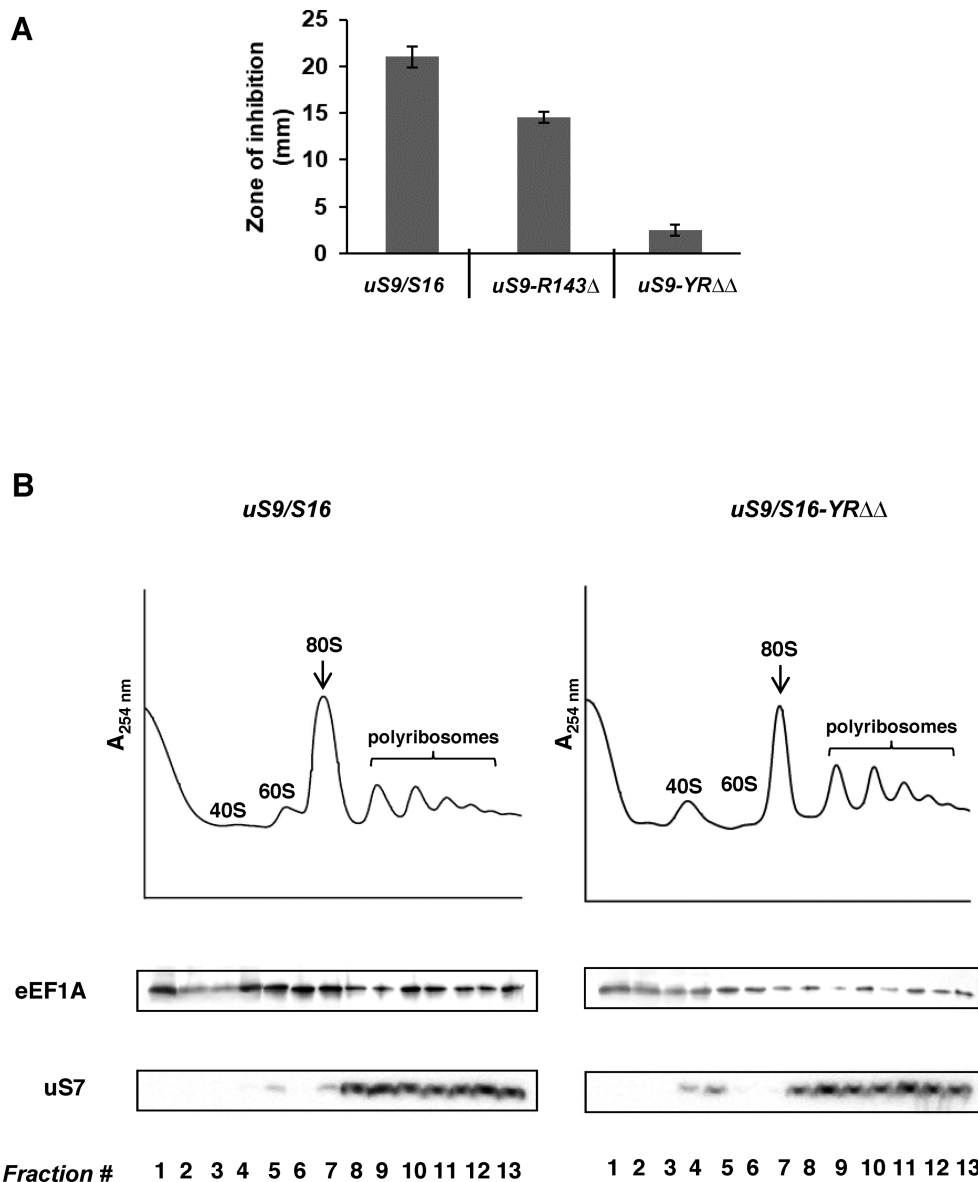 A
Zone of inhibition
(mm)
25
20
15
10
5
0
uS9/S16
uS9-R143Δ
uS9-YRΔΔ
B
uS9/S16
uS9/S16-YRΔΔ
A254 nm
40S
60S
80S
polyribosomes
A254 nm
40S
60S
80S
polyribosomes
eEF1A
uS7
Fraction # 1 2 3 4 5 6 7 8 9 10 11 12 13
1 2 3 4 5 6 7 8 9 10 11 12 13